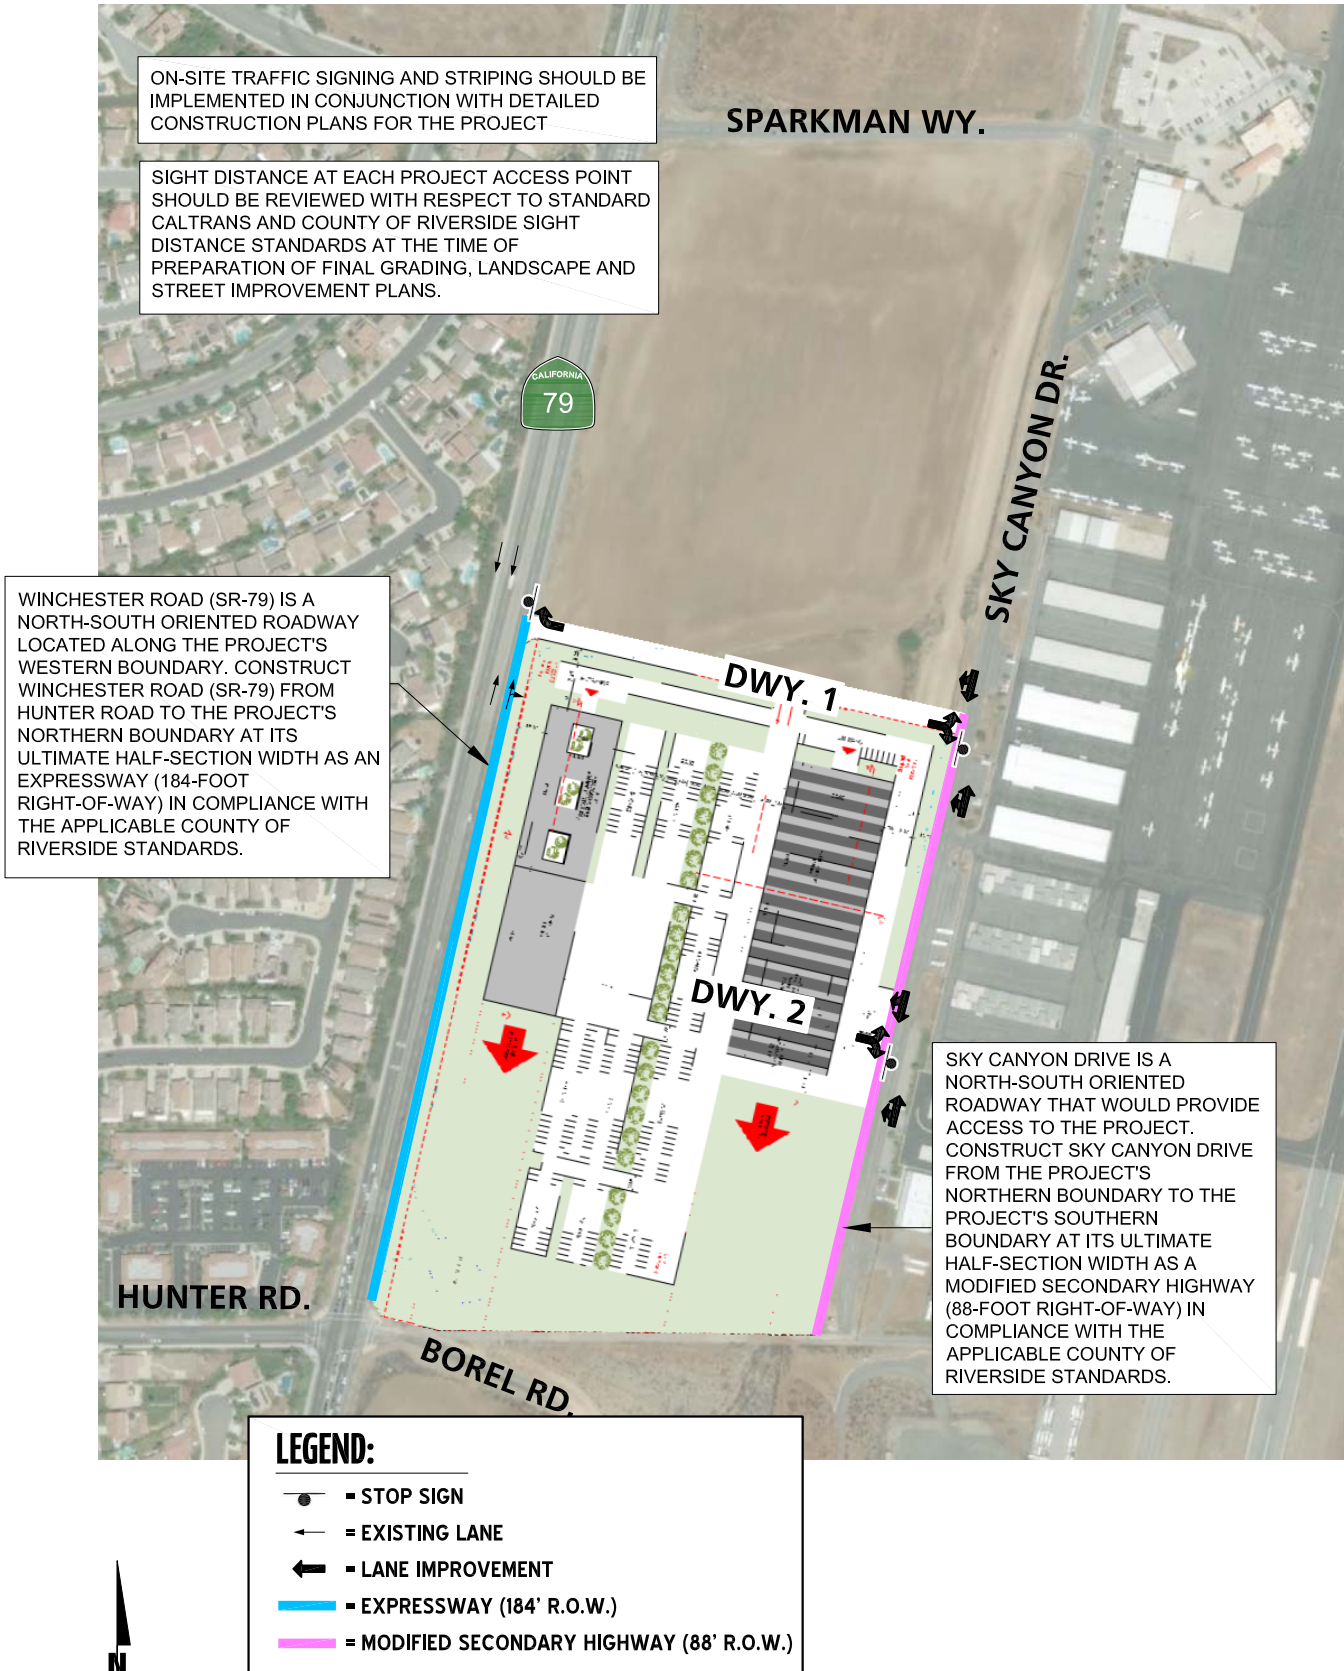 ON-SITE TRAFFIC SIGNING AND STRIPING SHOULD BE
IMPLEMENTED IN CONJUNCTION WITH DETAILED
CONSTRUCTION PLANS FOR THE PROJECT
SPARKMAN WY.
SIGHT DISTANCE AT EACH PROJECT ACCESS POINT
SHOULD BE REVIEWED WITH RESPECT TO STANDARD
CALTRANS AND COUNTY OF RIVERSIDE SIGHT
DISTANCE STANDARDS AT THE TIME OF
PREPARATION OF FINAL GRADING, LANDSCAPE AND
STREET IMPROVEMENT PLANS.
CALIFORNIA
79
SKY CANYON DR.
WINCHESTER ROAD (SR-79) IS A
NORTH-SOUTH ORIENTED ROADWAY
LOCATED ALONG THE PROJECT'S
WESTERN BOUNDARY. CONSTRUCT
WINCHESTER ROAD (SR-79) FROM
HUNTER ROAD TO THE PROJECT'S
NORTHERN BOUNDARY AT ITS
ULTIMATE HALF-SECTION WIDTH AS AN
EXPRESSWAY (184-FOOT
RIGHT-OF-WAY) IN COMPLIANCE WITH
THE APPLICABLE COUNTY OF
RIVERSIDE STANDARDS.
DWY. 1
DWY. 2
SKY CANYON DRIVE IS A
NORTH-SOUTH ORIENTED
ROADWAY THAT WOULD PROVIDE
ACCESS TO THE PROJECT.
CONSTRUCT SKY CANYON DRIVE
FROM THE PROJECT'S
NORTHERN BOUNDARY TO THE
PROJECT'S SOUTHERN
BOUNDARY AT ITS ULTIMATE
HALF-SECTION WIDTH AS A
MODIFIED SECONDARY HIGHWAY
(88-FOOT RIGHT-OF-WAY) IN
COMPLIANCE WITH THE
APPLICABLE COUNTY OF
RIVERSIDE STANDARDS.
HUNTER RD.
BOREL RD.
LEGEND:
= STOP SIGN
= EXISTING LANE
= LANE IMPROVEMENT
= EXPRESSWAY (184' R.O.W.)
= MODIFIED SECONDARY HIGHWAY (88' R.O.W.)
N